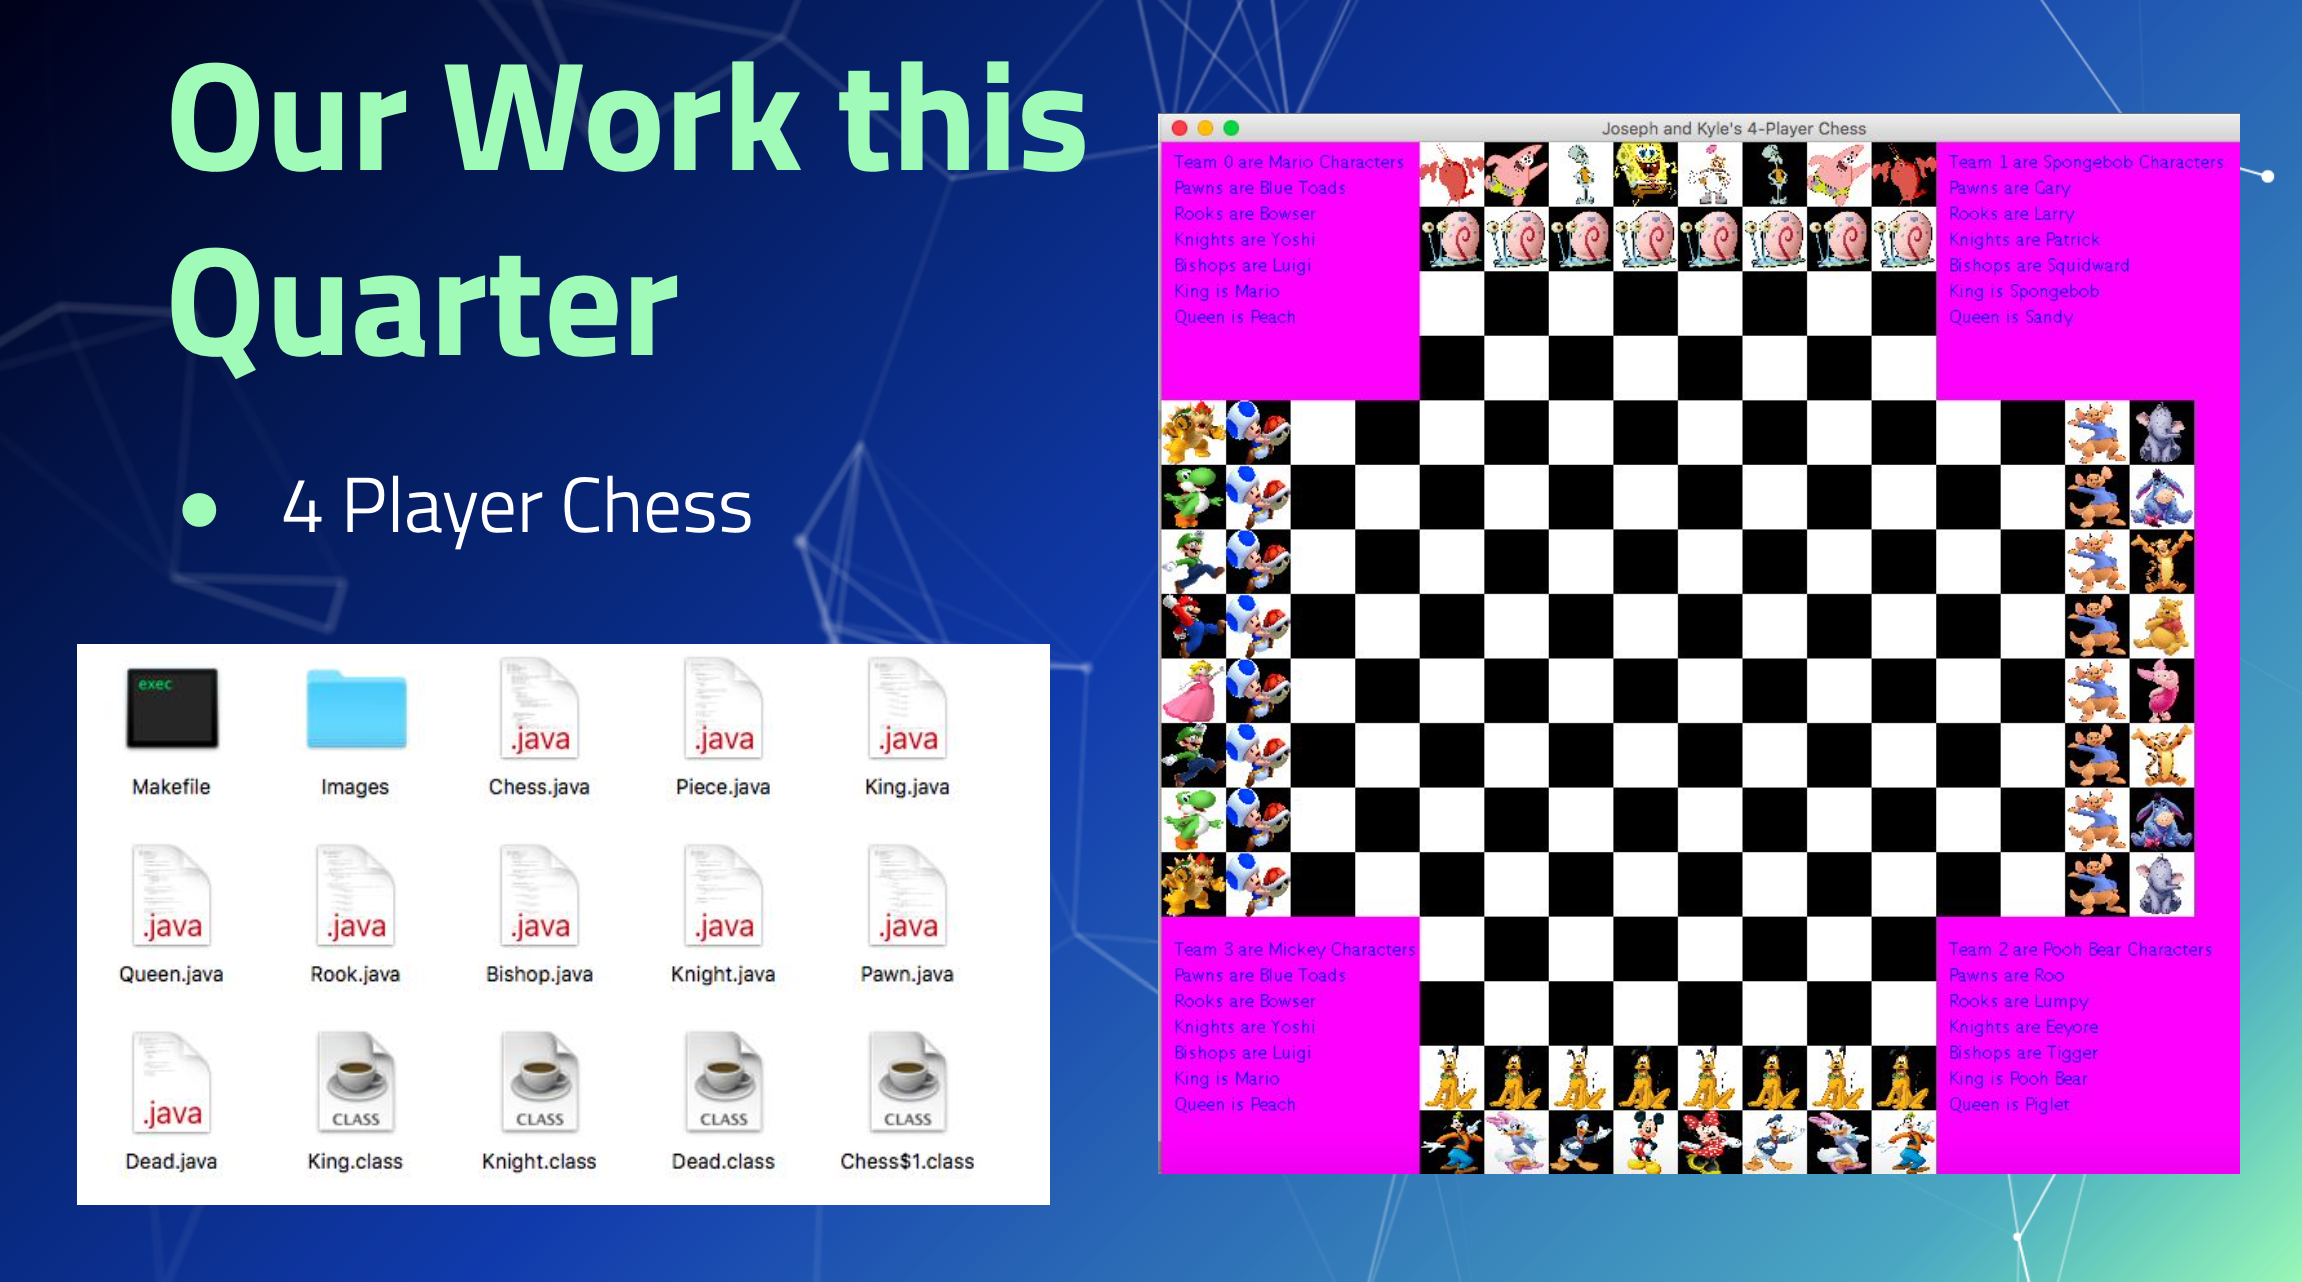 Our Work this
Quarter
● 4 Player Chess
exec
.java
.java
.java
Makefile
Images
Chess.java
Piece.java
King.java
.java
.java
.java
.java
.java
Queen.java
Rook.java
Bishop.java
Knight.java
Pawn.java
.java
CLASS
CLASS
CLASS
CLASS
Dead.java
King.class
Knight.class
Dead.class
Chess$1.class
Joseph and Kyle's 4-Player Chess
Team 0 are Mario Characters
Pawns are Blue Toads
Rooks are Bowser
Knights are Yoshi
Bishops are Luigi
King is Mario
Queen is Peach
Team 1 are Spongebob Characters
Pawns are Gary
Rooks are Larry
Knights are Patrick
Bishops are Squidward
King is Spongebob
Queen is Sandy
Team 3 are Mickey Characters
Pawns are Blue Toads
Rooks are Bowser
Knights are Yoshi
Bishops are Luigi
King is Mario
Queen is Peach
Team 2 are Pooh Bear Characters
Pawns are Roo
Rooks are Lumpy
Knights are Eeyore
Bishops are Tigger
King is Pooh Bear
Queen is Piglet